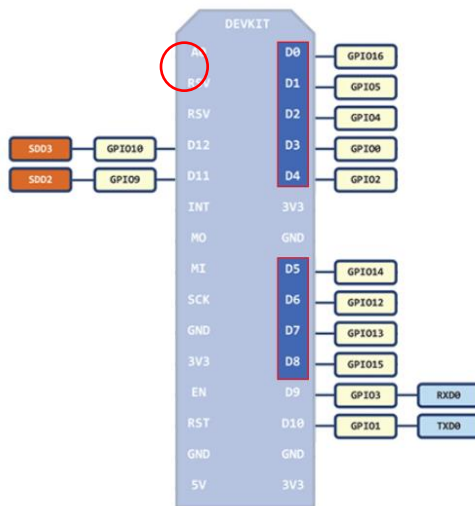 DEVKIT
A0 D0 GPIO16
RSV D1 GPIO5
RSV D2 GPIO4
SDD3 GPIO10 D12 D3 GPIO0
SDD2 GPIO9 D11 D4 GPIO2
INT 3V3
MO GND
MI D5 GPIO14
SCK D6 GPIO12
GND D7 GPIO13
3V3 D8 GPIO15
EN D9 GPIO3 RXD0
RST D10 GPIO1 TXD0
GND GND
5V 3V3